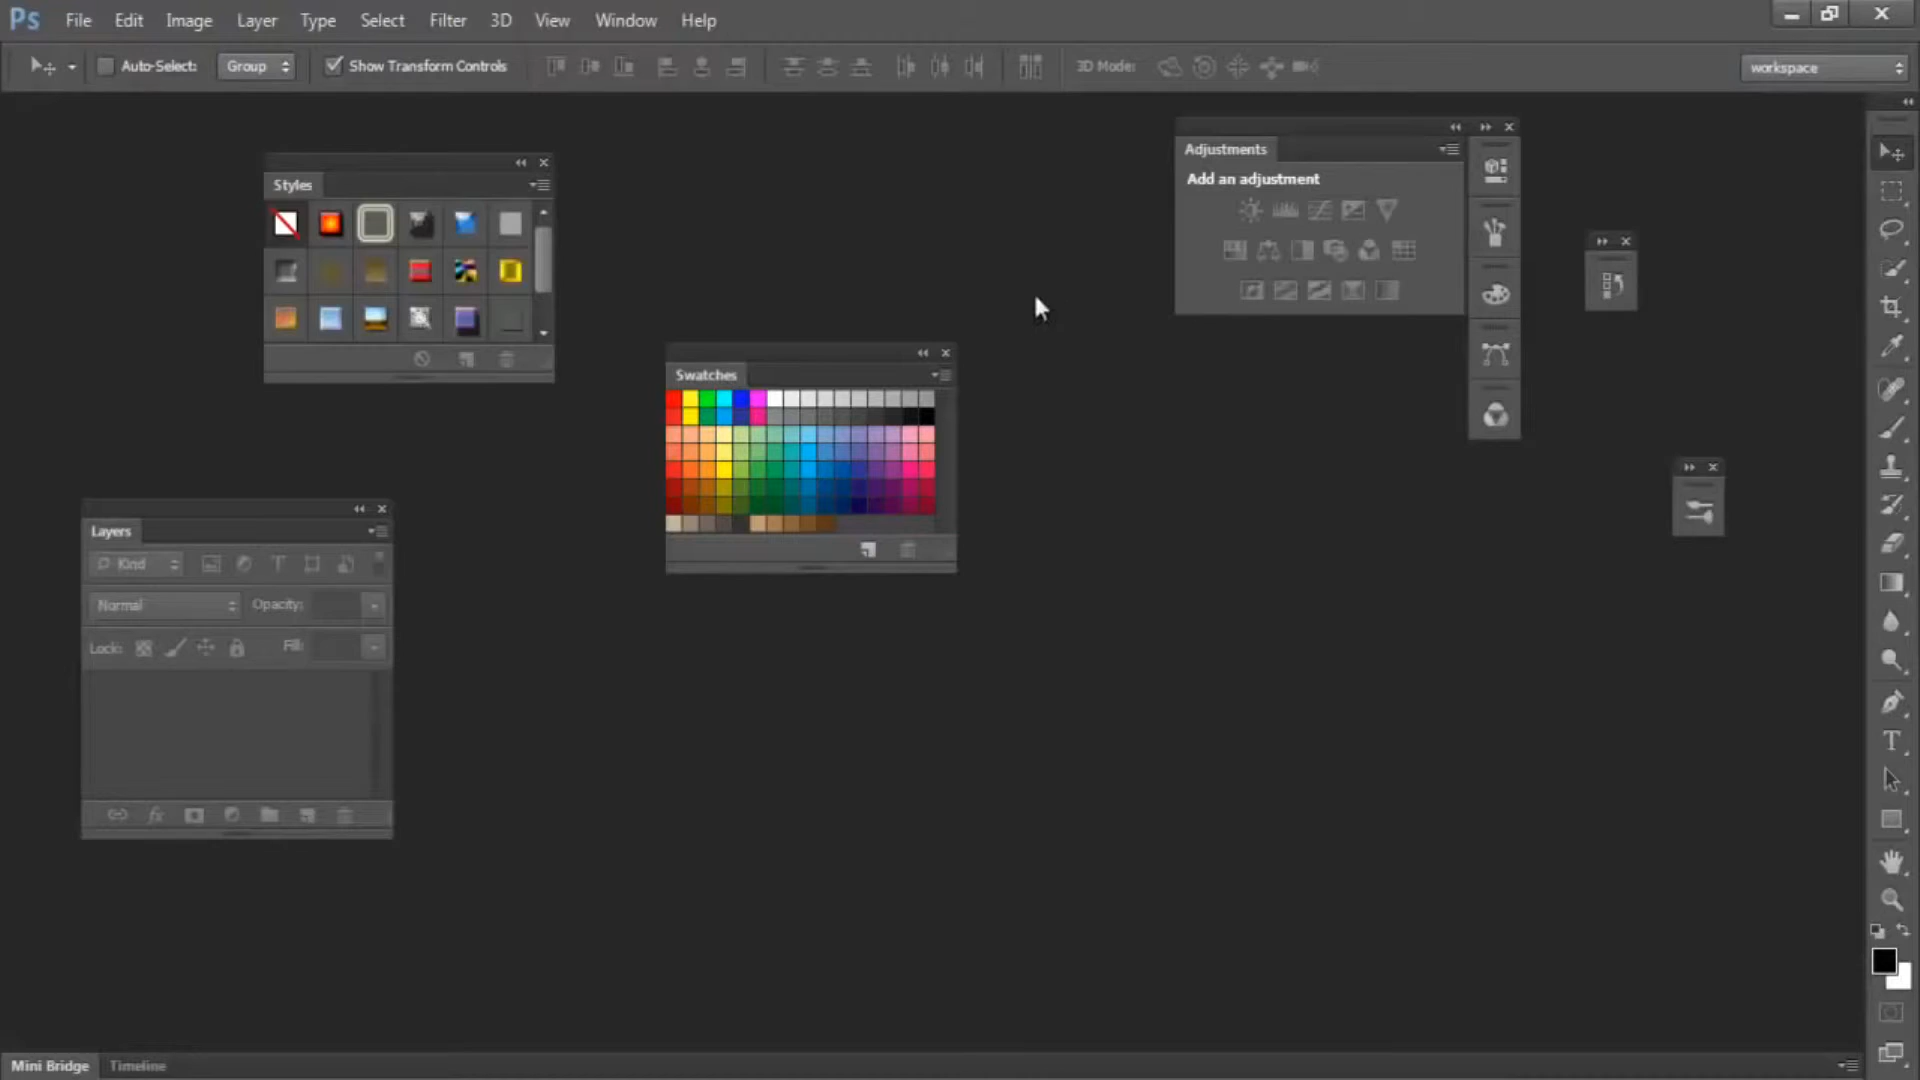 Ps File Edit Image Layer Type Select Filter 3D View Window Help
Auto-Select: Group Show Transform Controls 3D Mode: workspace
Adjustments
Add an adjustment
Styles
Swatches
Layers
Kind
Normal Opacity:
Lock: Fill:
Mini Bridge Timeline